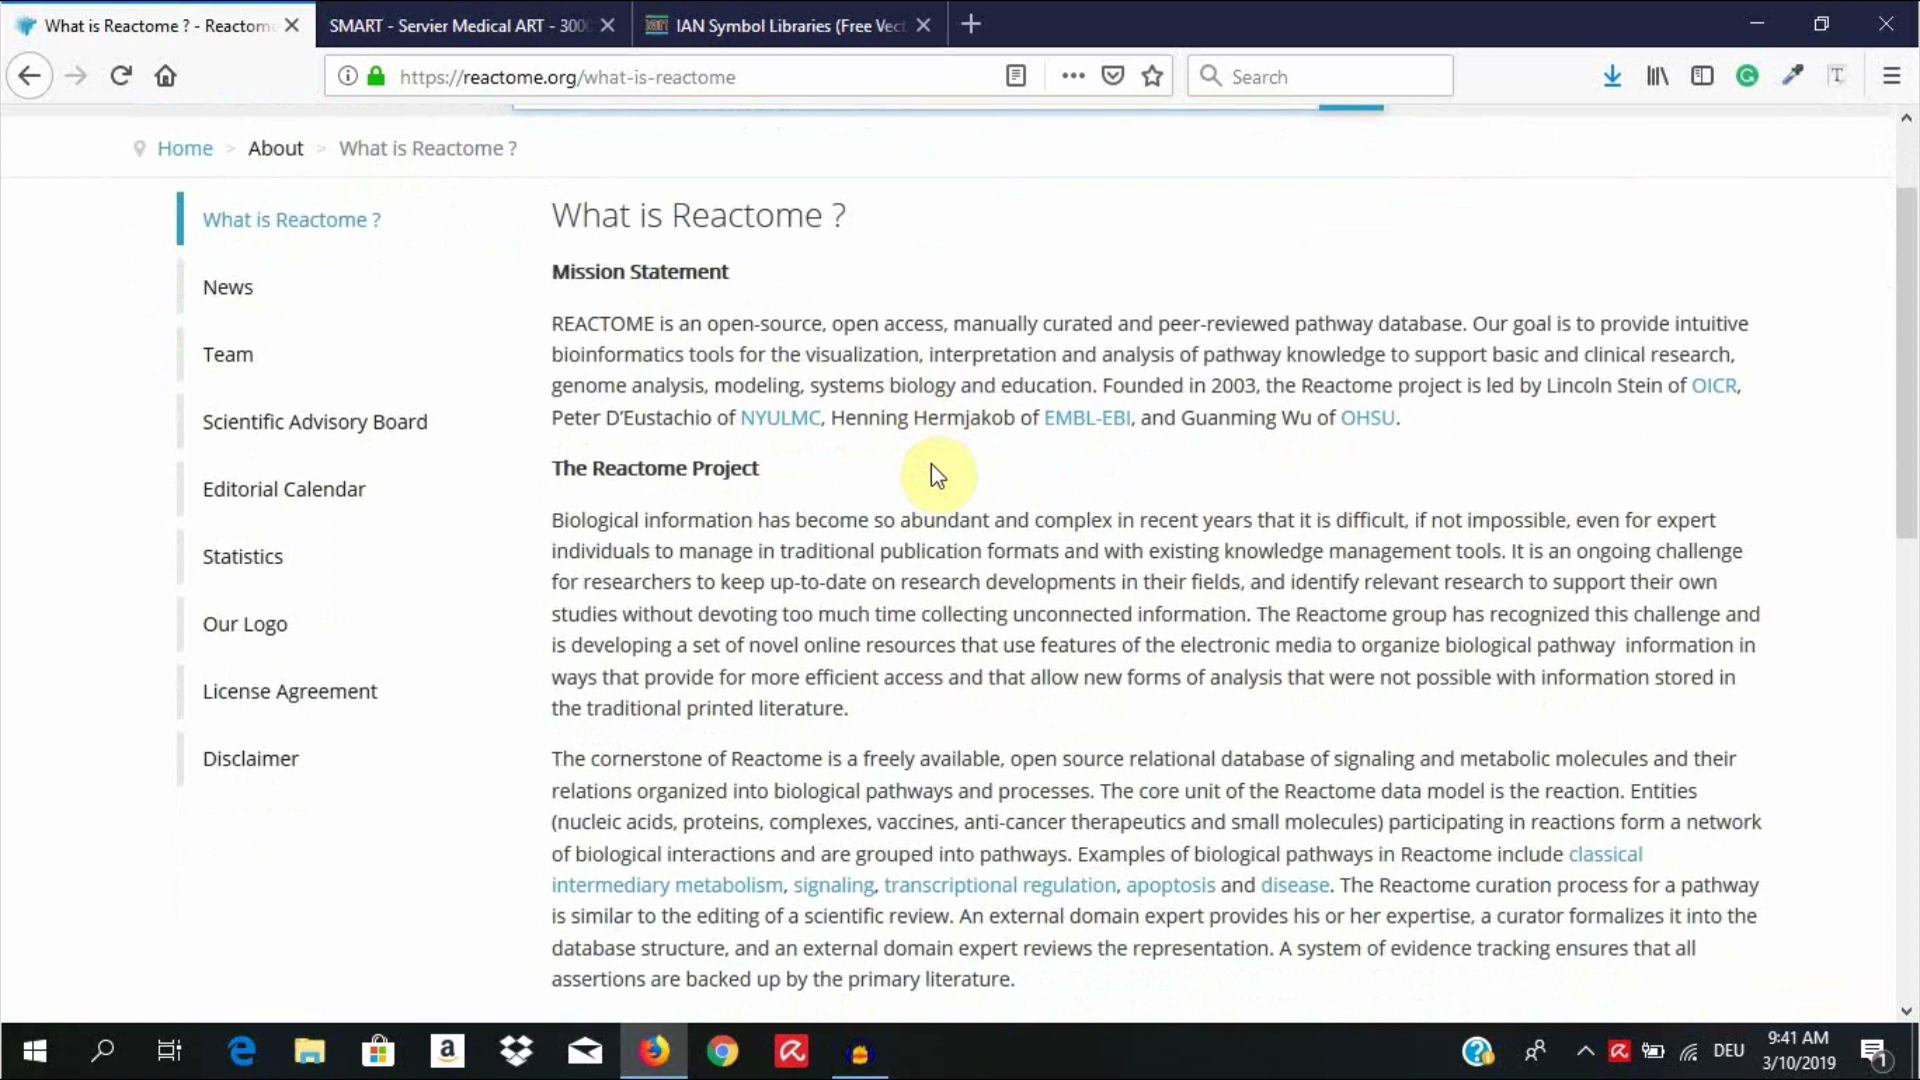 What is Reactome ? - Reactom
SMART - Servier Medical ART - 300
IAN Symbol Libraries (Free Vect
https://reactome.org/what-is-reactome
Search
Home > About > What is Reactome ?
What is Reactome ?
News
Team
Scientific Advisory Board
Editorial Calendar
Statistics
Our Logo
License Agreement
Disclaimer
What is Reactome ?
Mission Statement
REACTOME is an open-source, open access, manually curated and peer-reviewed pathway database. Our goal is to provide intuitive
bioinformatics tools for the visualization, interpretation and analysis of pathway knowledge to support basic and clinical research,
genome analysis, modeling, systems biology and education. Founded in 2003, the Reactome project is led by Lincoln Stein of OICR,
Peter D’Eustachio of NYULMC, Henning Hermjakob of EMBL-EBI, and Guanming Wu of OHSU.
The Reactome Project
Biological information has become so abundant and complex in recent years that it is difficult, if not impossible, even for expert
individuals to manage in traditional publication formats and with existing knowledge management tools. It is an ongoing challenge
for researchers to keep up-to-date on research developments in their fields, and identify relevant research to support their own
studies without devoting too much time collecting unconnected information. The Reactome group has recognized this challenge and
is developing a set of novel online resources that use features of the electronic media to organize biological pathway information in
ways that provide for more efficient access and that allow new forms of analysis that were not possible with information stored in
the traditional printed literature.
The cornerstone of Reactome is a freely available, open source relational database of signaling and metabolic molecules and their
relations organized into biological pathways and processes. The core unit of the Reactome data model is the reaction. Entities
(nucleic acids, proteins, complexes, vaccines, anti-cancer therapeutics and small molecules) participating in reactions form a network
of biological interactions and are grouped into pathways. Examples of biological pathways in Reactome include classical
intermediary metabolism, signaling, transcriptional regulation, apoptosis and disease. The Reactome curation process for a pathway
is similar to the editing of a scientific review. An external domain expert provides his or her expertise, a curator formalizes it into the
database structure, and an external domain expert reviews the representation. A system of evidence tracking ensures that all
assertions are backed up by the primary literature.
DEU
9:41 AM
3/10/2019
1